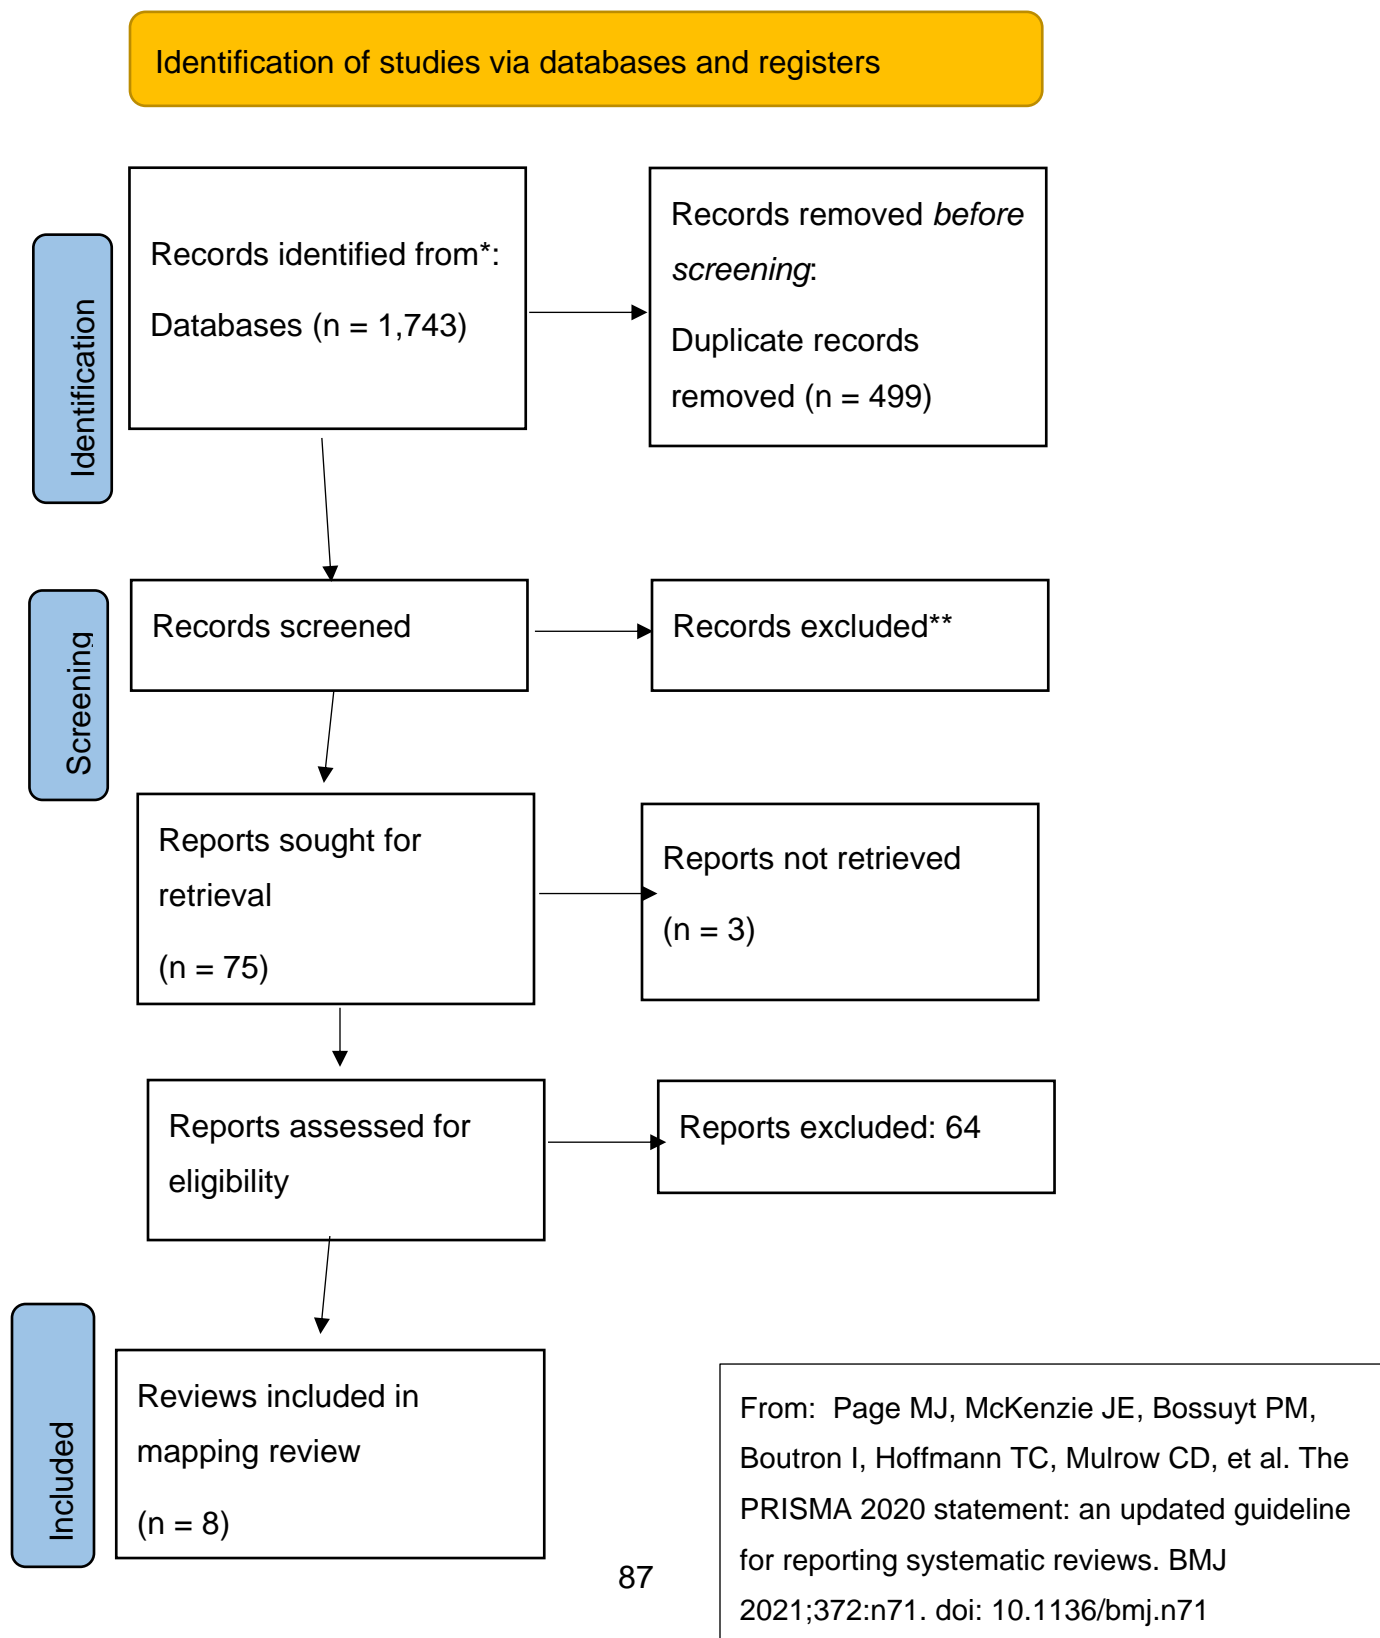 Identification of studies via databases and registers
Identification
Records identified from*:
Databases (n = 1,743)
Records removed before
screening:
Duplicate records
removed (n = 499)
Screening
Records screened
Records excluded**
Reports sought for
retrieval
(n = 75)
Reports not retrieved
(n = 3)
Reports assessed for
eligibility
Reports excluded: 64
Included
Reviews included in
mapping review
(n = 8)
From:  Page MJ, McKenzie JE, Bossuyt PM,
Boutron I, Hoffmann TC, Mulrow CD, et al. The
PRISMA 2020 statement: an updated guideline
for reporting systematic reviews. BMJ
2021;372:n71. doi: 10.1136/bmj.n71
87